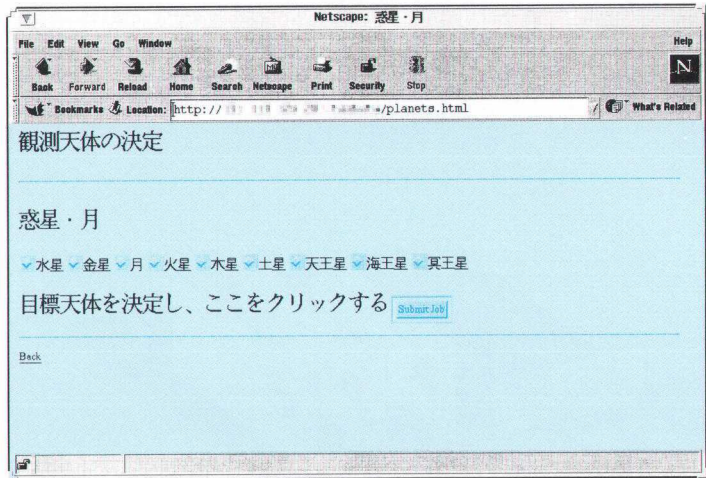 Netscape: 惑星・月
File Edit View Go Window Help
Back Forward Reload Home Search Netscape Print Security Stop
N
Bookmarks Location: http:// /planets.html What's Related
観測天体の決定
惑星・月
水星 金星 月 火星 木星 土星 天王星 海王星 冥王星
目標天体を決定し、ここをクリックする Submit Job
Back